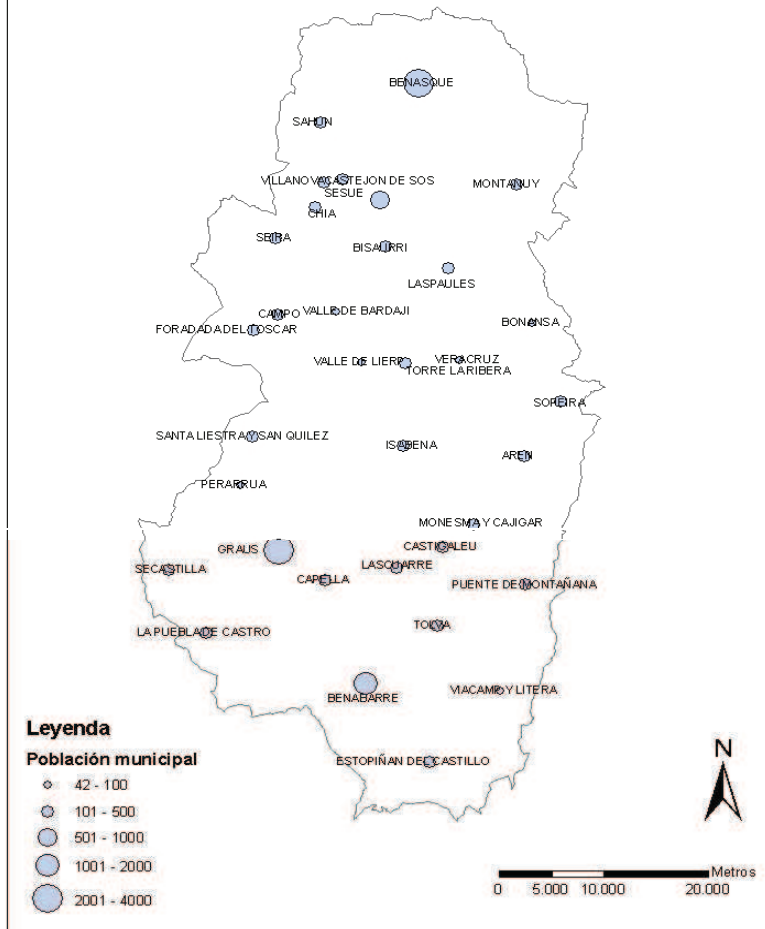 BENASQUE
SAHUN
VILLANOVA CASTEJON DE SOS
SESUE
MONTANUY
CHIA
SEIRA
BISAURRI
LASPAULES
CAMPO
VALLE DE BARDAJI
BONANSA
FORADADA DEL TOSCAR
VALLE DE LIERP
VERACRUZ
TORRE LA RIBERA
SOPEIRA
SANTA LIESTRA Y SAN QUILEZ
ISABENA
AREN
PERARRUA
MONESMA Y CAJIGAR
GRAUS
CASTIGALEU
SECASTILLA
LASCUARRE
CAPELLA
PUENTE DE MONTAÑANA
LA PUEBLA DE CASTRO
TOLVA
BENABARRE
VIACAMP Y LITERA
ESTOPIÑAN DEL CASTILLO
Leyenda
Población municipal
42 - 100
101 - 500
501 - 1000
1001 - 2000
2001 - 4000
N
Metros
0 5.000 10.000 20.000